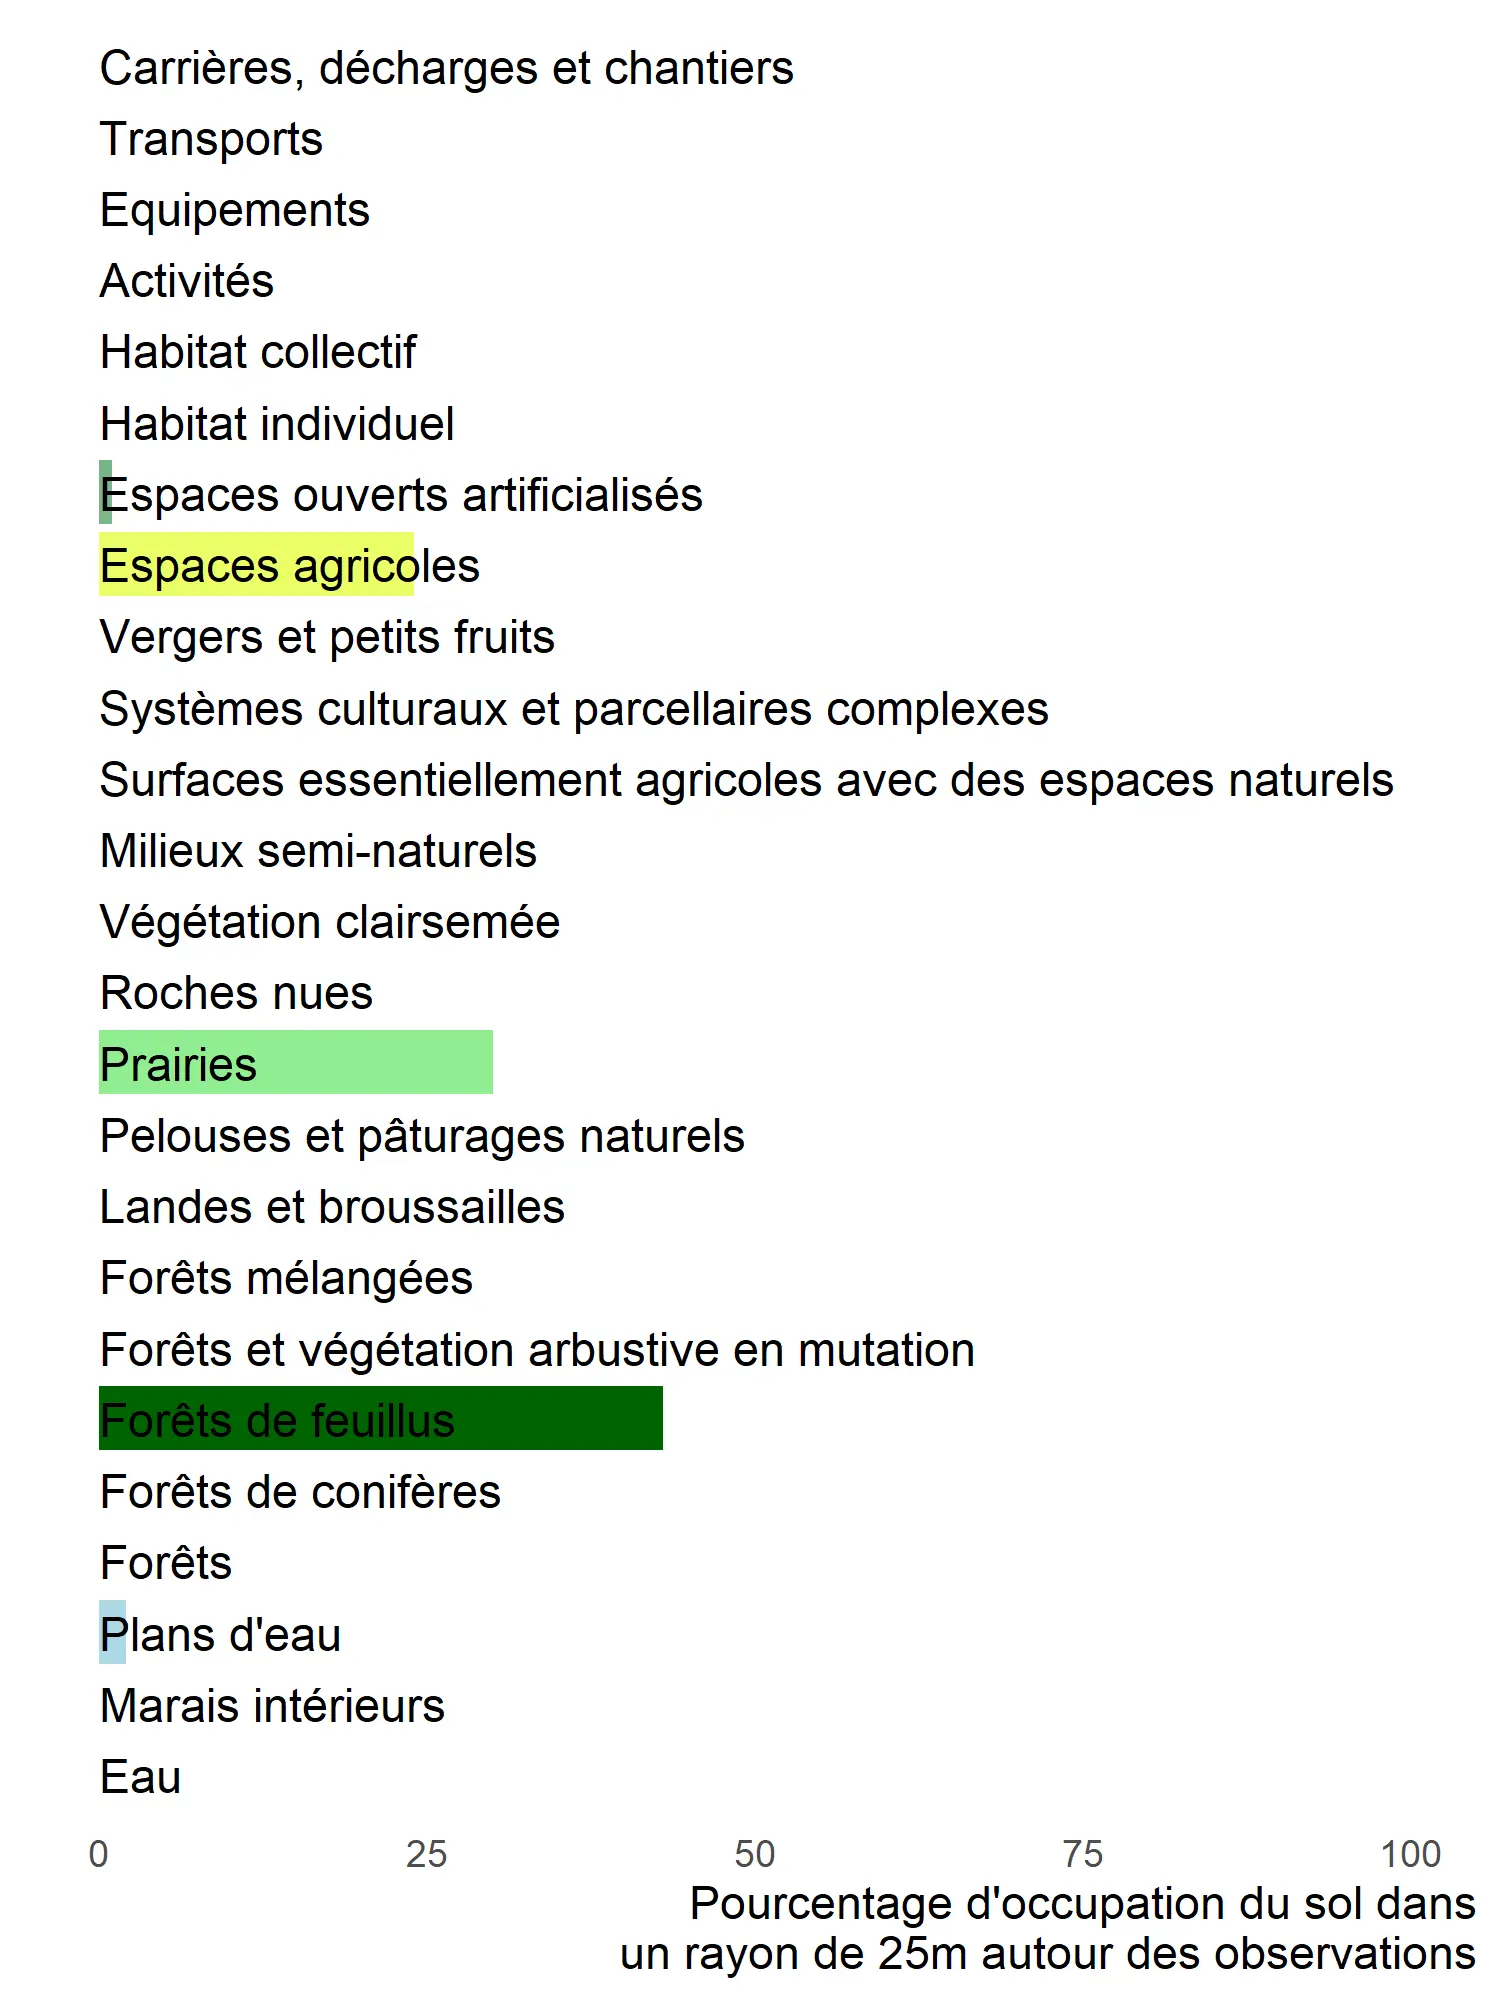 Carrières, décharges et chantiers
Transports
Equipements
Activités
Habitat collectif
Habitat individuel
Espaces ouverts artificialisés
Espaces agricoles
Vergers et petits fruits
Systèmes culturaux et parcellaires complexes
Surfaces essentiellement agricoles avec des espaces naturels
Milieux semi-naturels
Végétation clairsemée
Roches nues
Prairies
Pelouses et pâturages naturels
Landes et broussailles
Forêts mélangées
Forêts et végétation arbustive en mutation
Forêts de feuillus
Forêts de conifères
Forêts
Plans d'eau
Marais intérieurs
Eau
0 25 50 75 100
Pourcentage d'occupation du sol dans
un rayon de 25m autour des observations